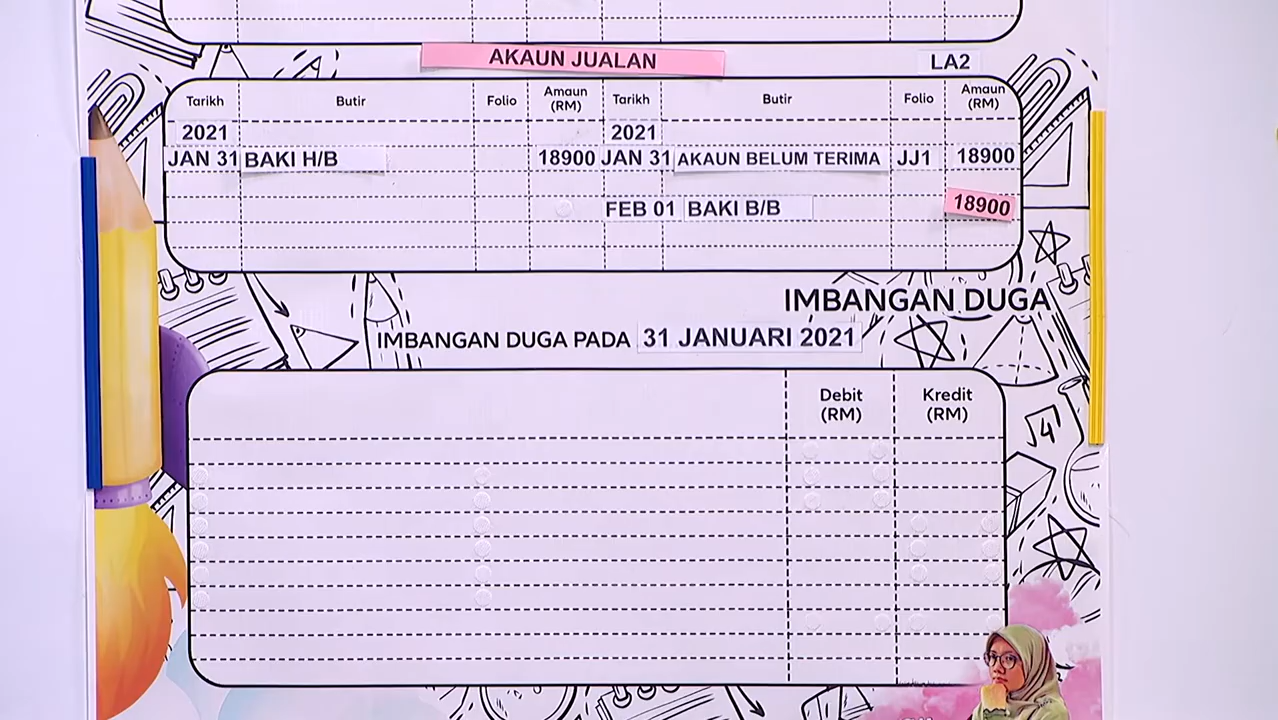 AKAUN JUALAN
LA2
Tarikh Butir Folio Amaun (RM) Tarikh Butir Folio Amaun (RM)
2021 2021
JAN 31 BAKI H/B 18900 JAN 31 AKAUN BELUM TERIMA JJ1 18900
FEB 01 BAKI B/B 18900
IMBANGAN DUGA
IMBANGAN DUGA PADA 31 JANUARI 2021
Debit (RM) Kredit (RM)
√4